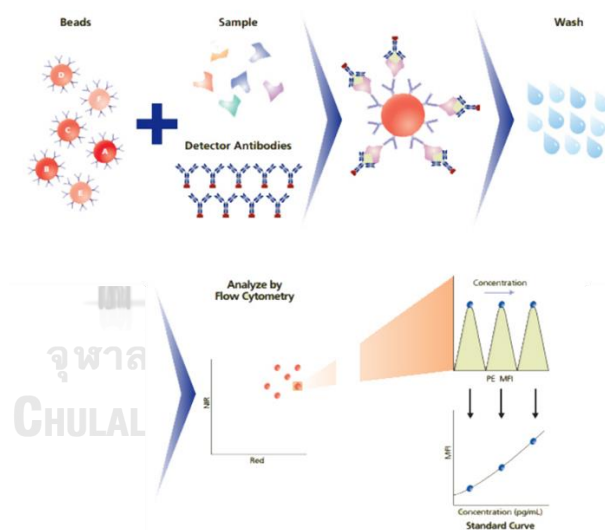 Beads
Sample
Wash
D
C
A
B
E
Detector Antibodies
Analyze by
Flow Cytometry
Concentration
PE MFI
NIR
Red
MFI
Concentration (pg/mL)
Standard Curve
จุฬาล
CHULAL